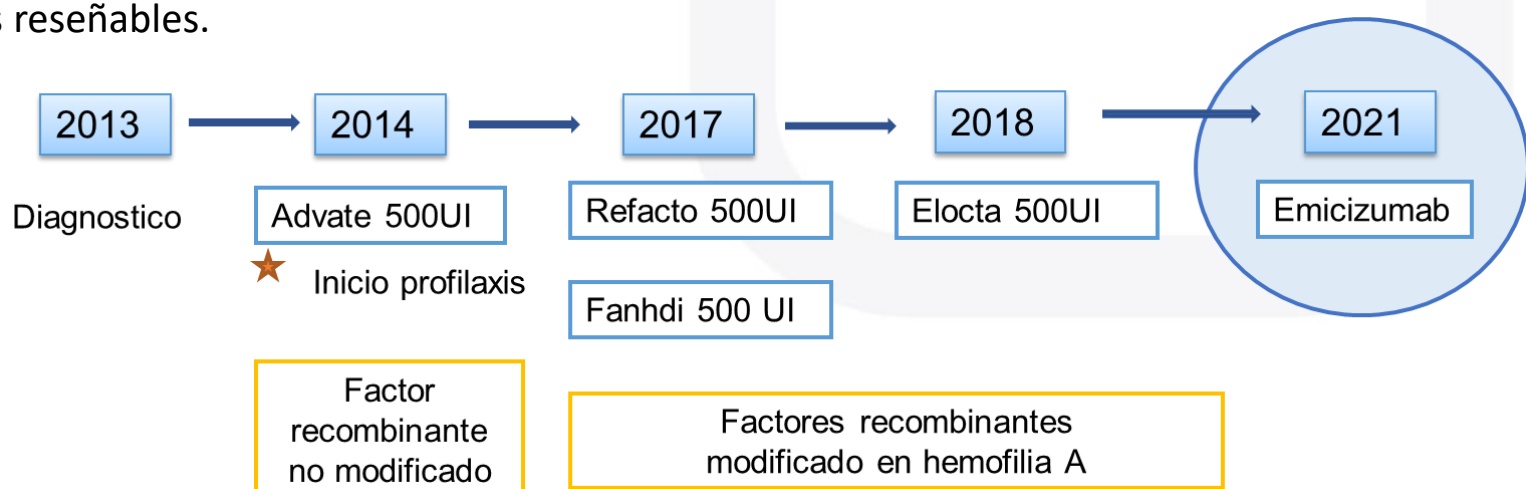 s reseñables.
2013
2014
2017
2018
2021
Diagnostico
Advate 500UI
Refacto 500UI
Elocta 500UI
Emicizumab
Inicio profilaxis
Fanhdi 500 UI
Factor
recombinante
no modificado
Factores recombinantes
modificado en hemofilia A